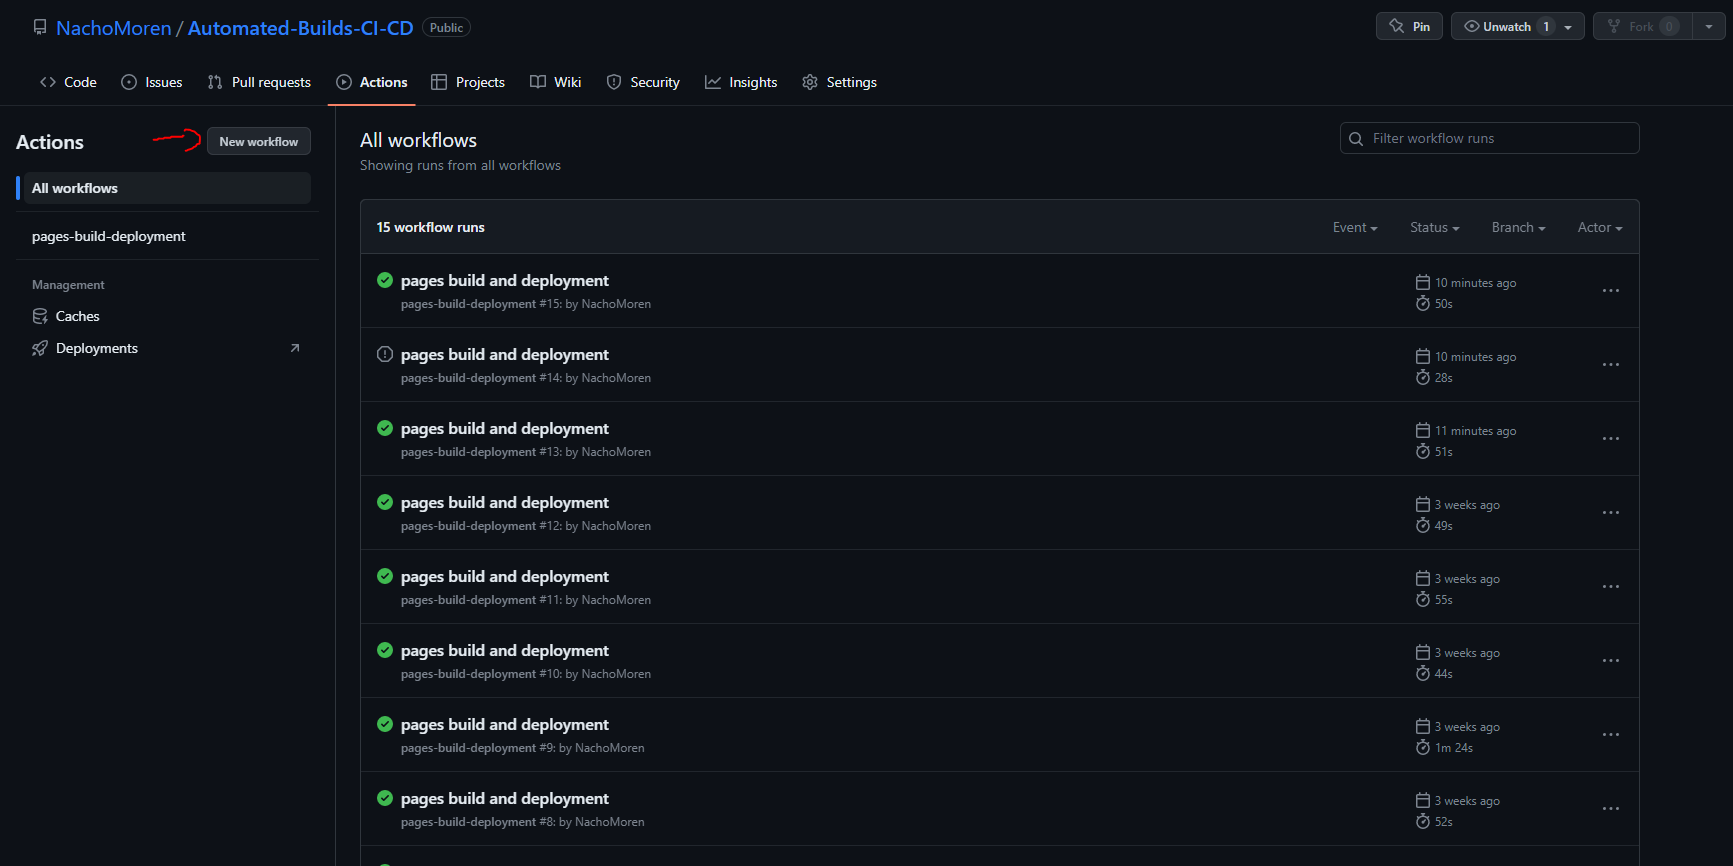 NachoMoren / Automated-Builds-CI-CD Public
Pin
Unwatch 1
Fork 0
Code Issues Pull requests Actions Projects Wiki Security Insights Settings
Actions
New workflow
All workflows
pages-build-deployment
Management
Caches
Deployments
All workflows
Showing runs from all workflows
Filter workflow runs
15 workflow runs
Event Status Branch Actor
pages build and deployment
pages-build-deployment #15: by NachoMoren
10 minutes ago
50s
pages build and deployment
pages-build-deployment #14: by NachoMoren
10 minutes ago
28s
pages build and deployment
pages-build-deployment #13: by NachoMoren
11 minutes ago
51s
pages build and deployment
pages-build-deployment #12: by NachoMoren
3 weeks ago
49s
pages build and deployment
pages-build-deployment #11: by NachoMoren
3 weeks ago
55s
pages build and deployment
pages-build-deployment #10: by NachoMoren
3 weeks ago
44s
pages build and deployment
pages-build-deployment #9: by NachoMoren
3 weeks ago
1m 24s
pages build and deployment
pages-build-deployment #8: by NachoMoren
3 weeks ago
52s